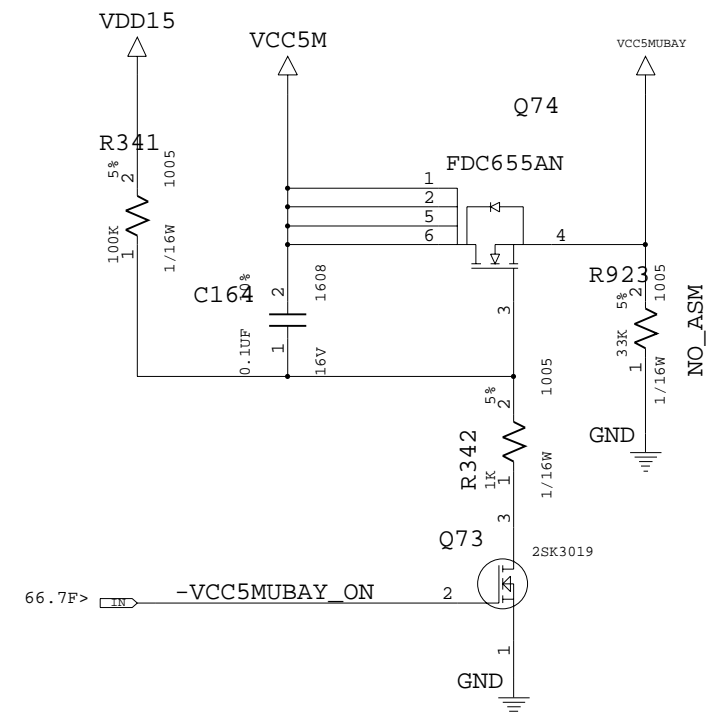 VDD15
VCC5M
VCC5MUBAY
Q74
R341
5%
2
1005
100K
1
1/16W
FDC655AN
1
2
5
6
4
3
C164
2
1608
0.1UF
1
16V
R923
5%
2
1005
33K
1
1/16W
NO_ASM
GND
5%
2
1005
R342
1K
1
1/16W
3
Q73
2SK3019
66.7F>
IN
-VCC5MUBAY_ON
2
1
GND